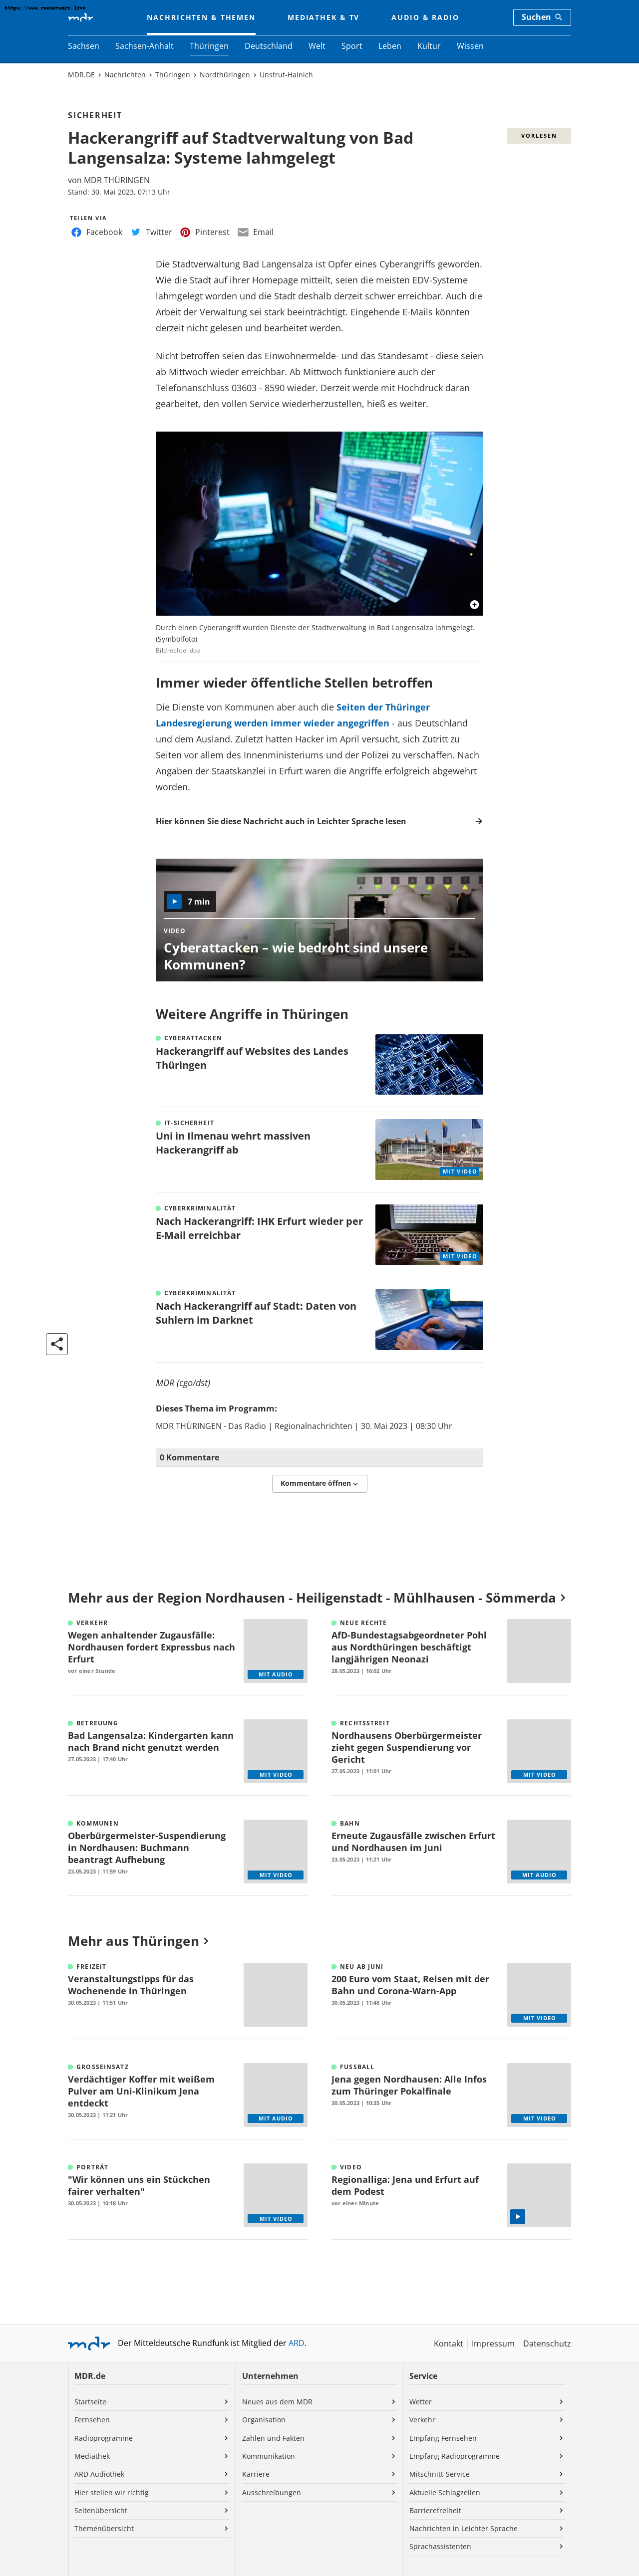 https://www.ransomware.live
mdr
NACHRICHTEN & THEMEN
MEDIATHEK & TV
AUDIO & RADIO
Suchen
Sachsen
Sachsen-Anhalt
Thüringen
Deutschland
Welt
Sport
Leben
Kultur
Wissen
MDR.DE › Nachrichten › Thüringen › Nordthüringen › Unstrut-Hainich
SICHERHEIT
Hackerangriff auf Stadtverwaltung von Bad
Langensalza: Systeme lahmgelegt
VORLESEN
von MDR THÜRINGEN
Stand: 30. Mai 2023, 07:13 Uhr
TEILEN VIA
Facebook
Twitter
Pinterest
Email
Die Stadtverwaltung Bad Langensalza ist Opfer eines Cyberangriffs geworden.
Wie die Stadt auf ihrer Homepage mitteilt, seien die meisten EDV-Systeme
lahmgelegt worden und die Stadt deshalb derzeit schwer erreichbar. Auch die
Arbeit der Verwaltung sei stark beeinträchtigt. Eingehende E-Mails könnten
derzeit nicht gelesen und bearbeitet werden.
Nicht betroffen seien das Einwohnermelde- und das Standesamt - diese seien
ab Mittwoch wieder erreichbar. Ab Mittwoch funktioniere auch der
Telefonanschluss 03603 - 8590 wieder. Derzeit werde mit Hochdruck daran
gearbeitet, den vollen Service wiederherzustellen, hieß es weiter.
Durch einen Cyberangriff wurden Dienste der Stadtverwaltung in Bad Langensalza lahmgelegt.
(Symbolfoto)
Bildrechte: dpa
Immer wieder öffentliche Stellen betroffen
Die Dienste von Kommunen aber auch die Seiten der Thüringer
Landesregierung werden immer wieder angegriffen - aus Deutschland
und dem Ausland. Zuletzt hatten Hacker im April versucht, sich Zutritt zu
Seiten vor allem des Innenministeriums und der Polizei zu verschaffen. Nach
Angaben der Staatskanzlei in Erfurt waren die Angriffe erfolgreich abgewehrt
worden.
Hier können Sie diese Nachricht auch in Leichter Sprache lesen
7 min
VIDEO
Cyberattacken – wie bedroht sind unsere
Kommunen?
Weitere Angriffe in Thüringen
CYBERATTACKEN
Hackerangriff auf Websites des Landes
Thüringen
IT-SICHERHEIT
Uni in Ilmenau wehrt massiven
Hackerangriff ab
MIT VIDEO
CYBERKRIMINALITÄT
Nach Hackerangriff: IHK Erfurt wieder per
E-Mail erreichbar
MIT VIDEO
CYBERKRIMINALITÄT
Nach Hackerangriff auf Stadt: Daten von
Suhlern im Darknet
MDR (cgo/dst)
Dieses Thema im Programm:
MDR THÜRINGEN - Das Radio | Regionalnachrichten | 30. Mai 2023 | 08:30 Uhr
0 Kommentare
Kommentare öffnen
Mehr aus der Region Nordhausen - Heiligenstadt - Mühlhausen - Sömmerda
VERKEHR
Wegen anhaltender Zugausfälle:
Nordhausen fordert Expressbus nach
Erfurt
vor einer Stunde
MIT AUDIO
NEUE RECHTE
AfD-Bundestagsabgeordneter Pohl
aus Nordthüringen beschäftigt
langjährigen Neonazi
28.05.2023 | 16:02 Uhr
BETREUUNG
Bad Langensalza: Kindergarten kann
nach Brand nicht genutzt werden
27.05.2023 | 17:40 Uhr
MIT VIDEO
RECHTSSTREIT
Nordhausens Oberbürgermeister
zieht gegen Suspendierung vor
Gericht
27.05.2023 | 11:01 Uhr
MIT VIDEO
KOMMUNEN
Oberbürgermeister-Suspendierung
in Nordhausen: Buchmann
beantragt Aufhebung
23.05.2023 | 11:59 Uhr
MIT VIDEO
BAHN
Erneute Zugausfälle zwischen Erfurt
und Nordhausen im Juni
23.05.2023 | 11:21 Uhr
MIT AUDIO
Mehr aus Thüringen
FREIZEIT
Veranstaltungstipps für das
Wochenende in Thüringen
30.05.2023 | 11:51 Uhr
NEU AB JUNI
200 Euro vom Staat, Reisen mit der
Bahn und Corona-Warn-App
30.05.2023 | 11:48 Uhr
MIT VIDEO
GROSSEINSATZ
Verdächtiger Koffer mit weißem
Pulver am Uni-Klinikum Jena
entdeckt
30.05.2023 | 11:21 Uhr
MIT AUDIO
FUSSBALL
Jena gegen Nordhausen: Alle Infos
zum Thüringer Pokalfinale
30.05.2023 | 10:35 Uhr
MIT VIDEO
PORTRÄT
"Wir können uns ein Stückchen
fairer verhalten"
30.05.2023 | 10:18 Uhr
MIT VIDEO
VIDEO
Regionalliga: Jena und Erfurt auf
dem Podest
vor einer Minute
mdr
Der Mitteldeutsche Rundfunk ist Mitglied der ARD.
Kontakt
Impressum
Datenschutz
MDR.de
Startseite
Fernsehen
Radioprogramme
Mediathek
ARD Audiothek
Hier stellen wir richtig
Seitenübersicht
Themenübersicht
Unternehmen
Neues aus dem MDR
Organisation
Zahlen und Fakten
Kommunikation
Karriere
Ausschreibungen
Service
Wetter
Verkehr
Empfang Fernsehen
Empfang Radioprogramme
Mitschnitt-Service
Aktuelle Schlagzeilen
Barrierefreiheit
Nachrichten in Leichter Sprache
Sprachassistenten